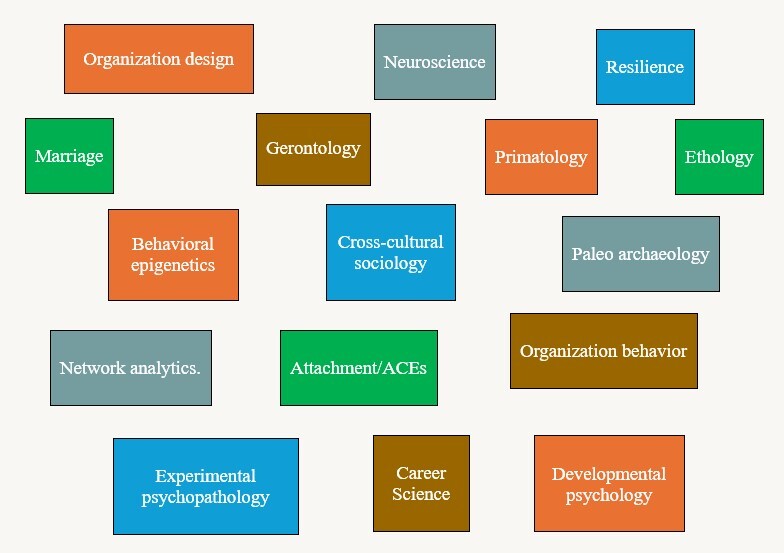 Organization design
Neuroscience
Resilience
Marriage
Gerontology
Primatology
Ethology
Behavioral
epigenetics
Cross-cultural
sociology
Paleo archaeology
Network analytics.
Attachment/ACEs
Organization behavior
Experimental
psychopathology
Career
Science
Developmental
psychology